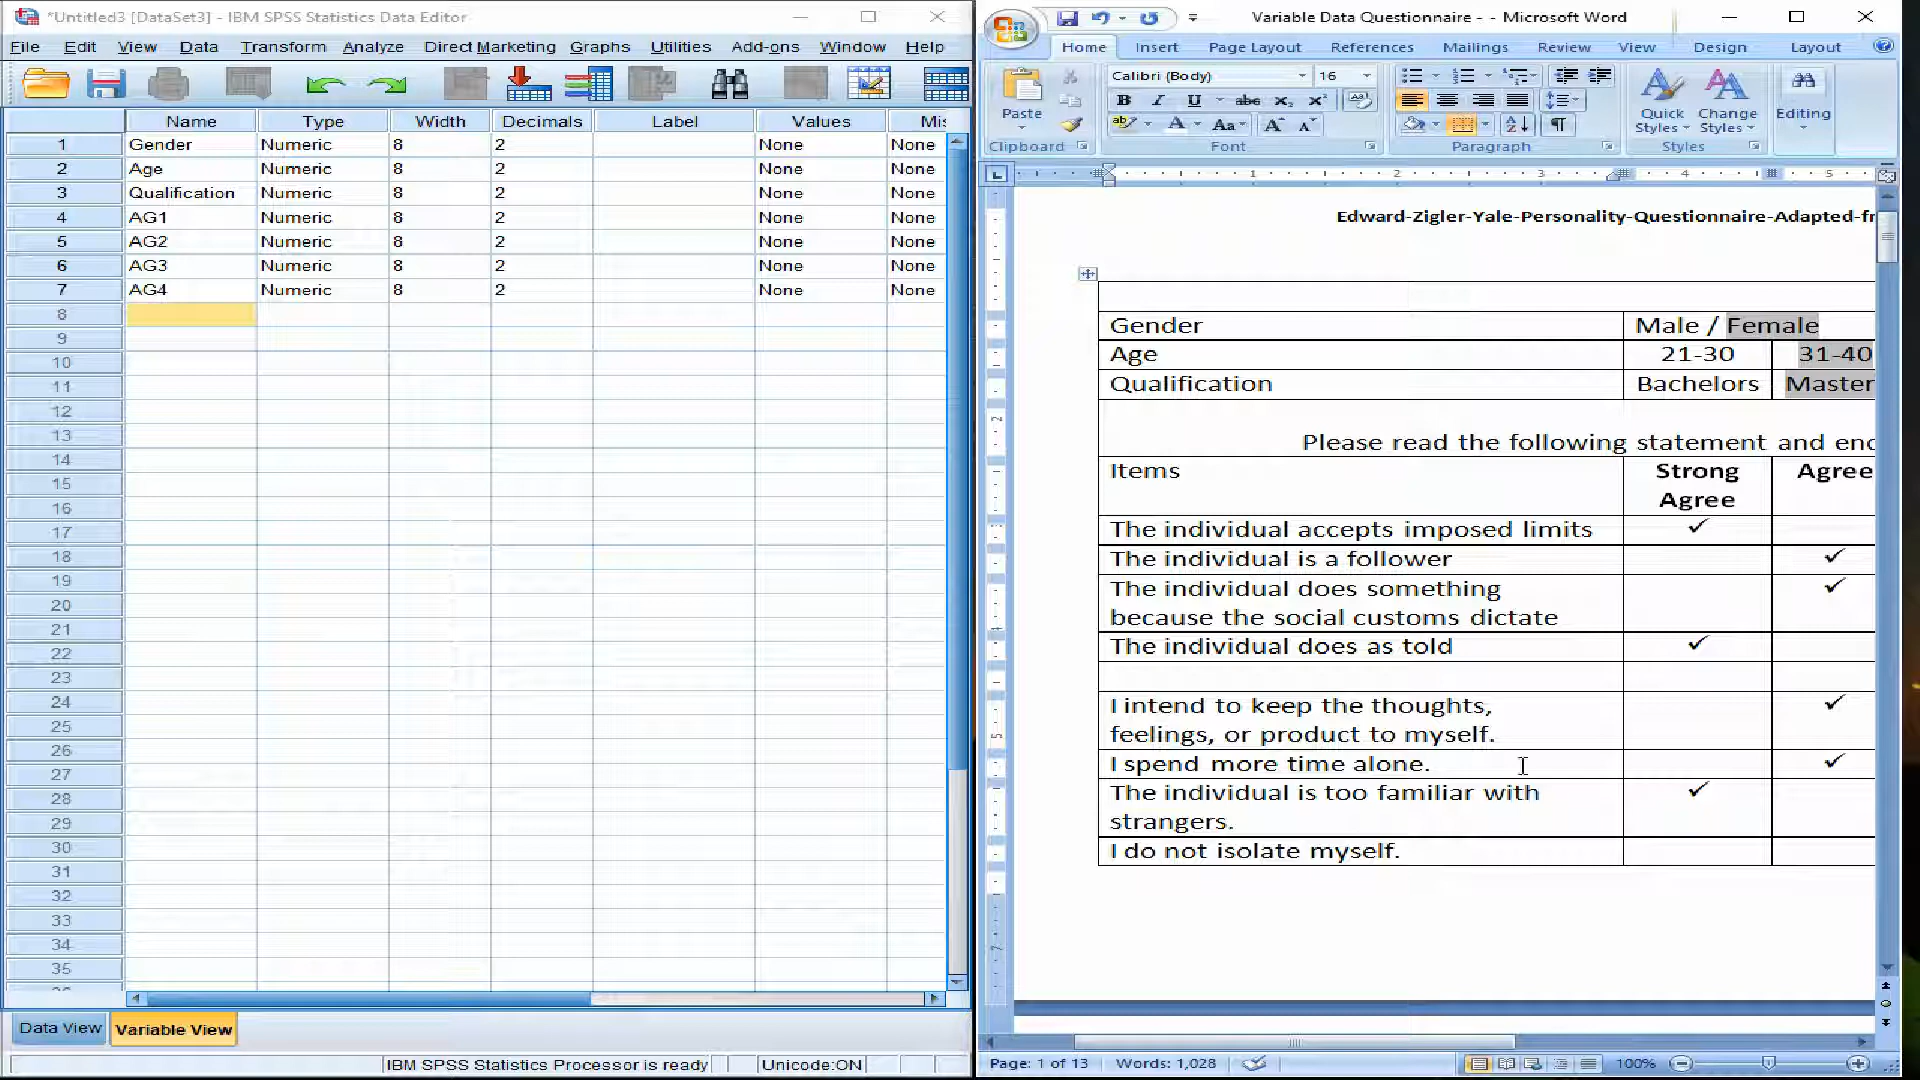 *Untitled3 [DataSet3] - IBM SPSS Statistics Data Editor
File Edit View Data Transform Analyze Direct Marketing Graphs Utilities Add-ons Window Help
Name Type Width Decimals Label Values Mis
1 Gender Numeric 8 2 None None
2 Age Numeric 8 2 None None
3 Qualification Numeric 8 2 None None
4 AG1 Numeric 8 2 None None
5 AG2 Numeric 8 2 None None
6 AG3 Numeric 8 2 None None
7 AG4 Numeric 8 2 None None
8
9
10
11
12
13
14
15
16
17
18
19
20
21
22
23
24
25
26
27
28
29
30
31
32
33
34
35
Data View Variable View
IBM SPSS Statistics Processor is ready Unicode:ON
Variable Data Questionnaire - - Microsoft Word
Home Insert Page Layout References Mailings Review View Design Layout
Calibri (Body) 16
Paste
B I U abc X₂ X²
ab A Aa A A
Quick Styles
Change Styles
Editing
Clipboard Font Paragraph Styles
1 2 3 4 5
Edward-Zigler-Yale-Personality-Questionnaire-Adapted-fr
Gender Male / Female
Age 21-30 31-40
Qualification Bachelors Master
Please read the following statement and enc
Items Strong Agree Agree
The individual accepts imposed limits ✓
The individual is a follower ✓
The individual does something
because the social customs dictate ✓
The individual does as told ✓
I intend to keep the thoughts,
feelings, or product to myself. ✓
I spend more time alone. ✓
The individual is too familiar with
strangers. ✓
I do not isolate myself.
Page: 1 of 13 Words: 1,028 100%